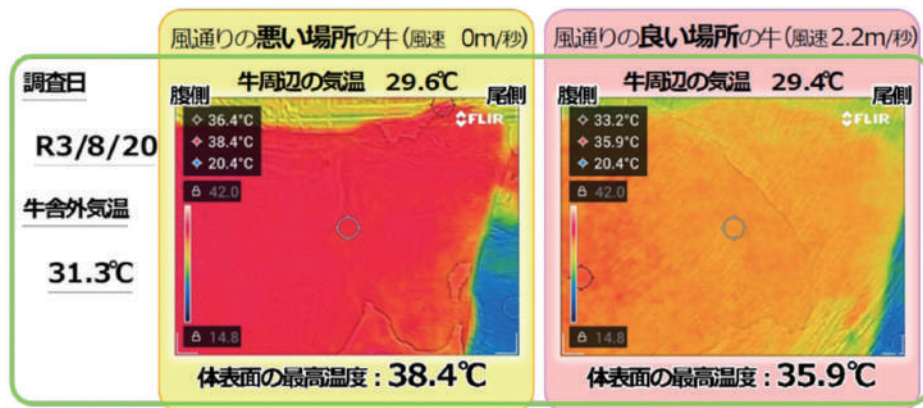 風通りの悪い場所の牛(風速 0m/秒)
風通りの良い場所の牛(風速2.2m/秒)
調査日
R3/8/20
牛舎外気温
31.3℃
牛周辺の気温 29.6℃
腹側
尾側
36.4°C
38.4°C
20.4°C
FLIR
42.0
14.8
体表面の最高温度：38.4℃
牛周辺の気温 29.4℃
腹側
尾側
33.2°C
35.9°C
20.4°C
FLIR
42.0
14.8
体表面の最高温度：35.9℃